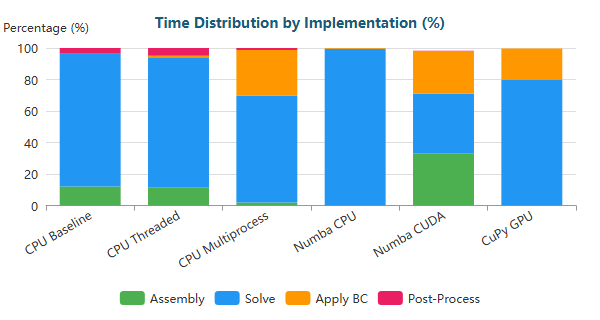 Time Distribution by Implementation (%)
Percentage (%)
100
80
60
40
20
0
CPU Baseline
CPU Threaded
CPU Multiprocess
Numba CPU
Numba CUDA
CuPy GPU
Assembly Solve Apply BC Post-Process